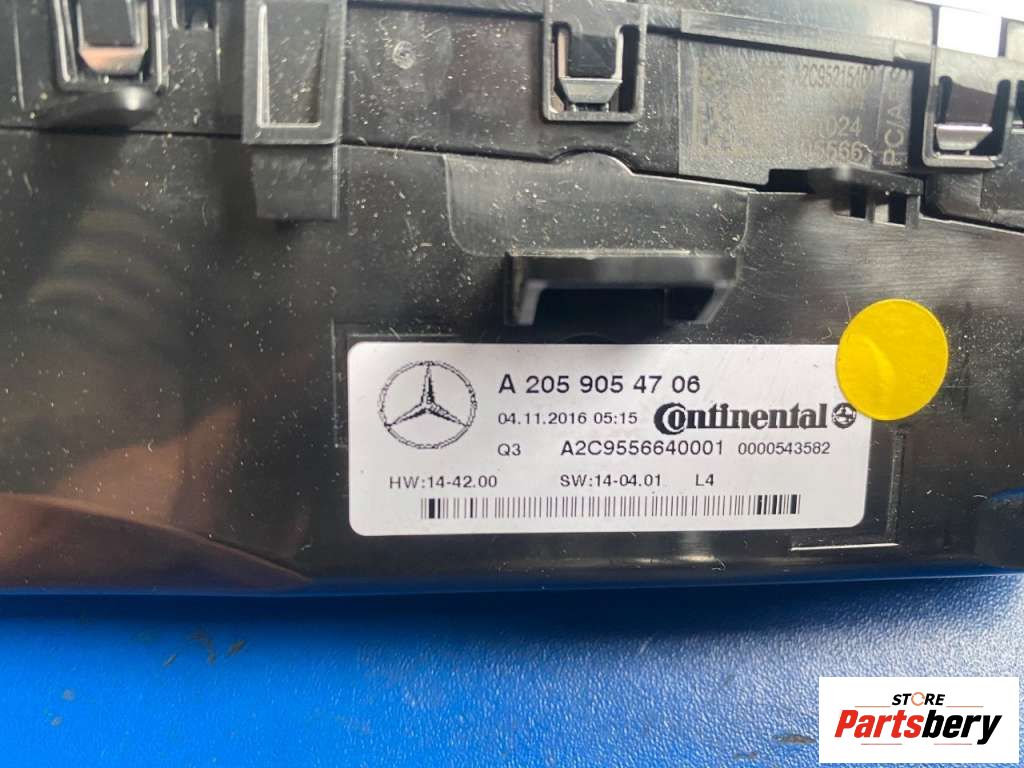 1024
A 205 905 47 06
04.11.2016 05:15 Continental
Q3 A2C9556640001 0000543582
HW:14-42.00 SW:14-04.01 L4
STORE
Partsbery